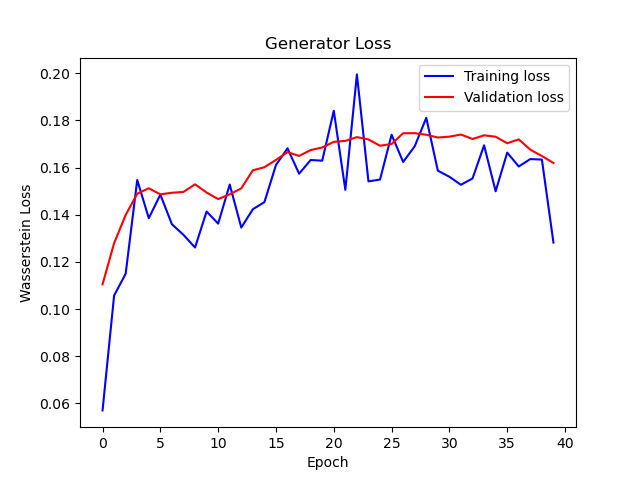 Generator Loss
Training loss
Validation loss
Wasserstein Loss
0.20
0.18
0.16
0.14
0.12
0.10
0.08
0.06
0 5 10 15 20 25 30 35 40
Epoch